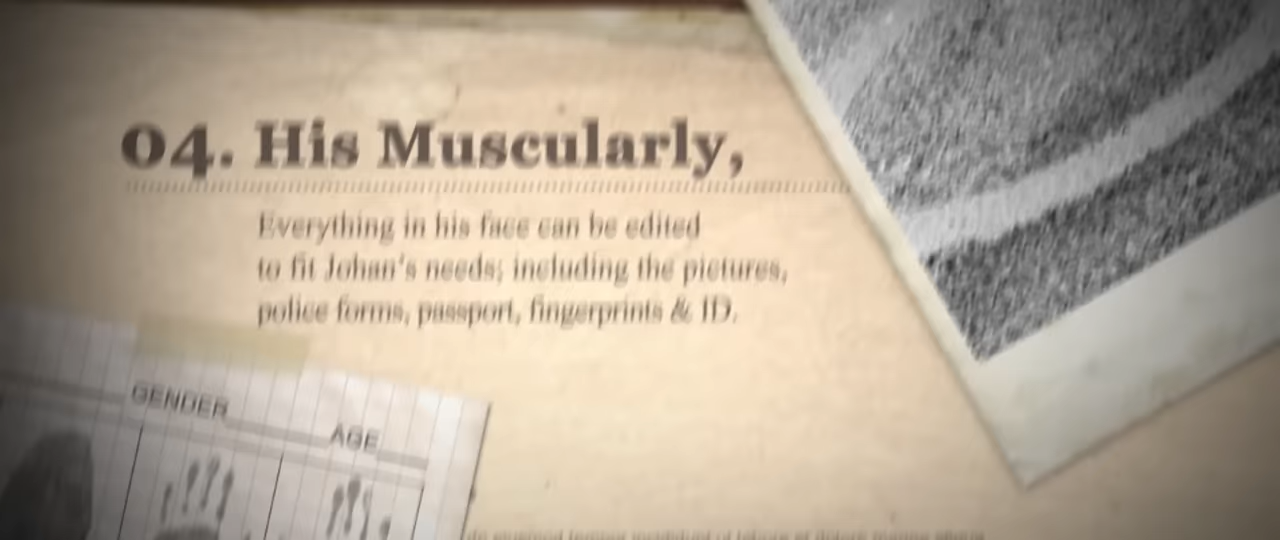 04. His Muscularly,
Everything in his face can be edited
to fit Johan's needs; including the pictures,
police forms, passport, fingerprints & ID.
GENDER
AGE